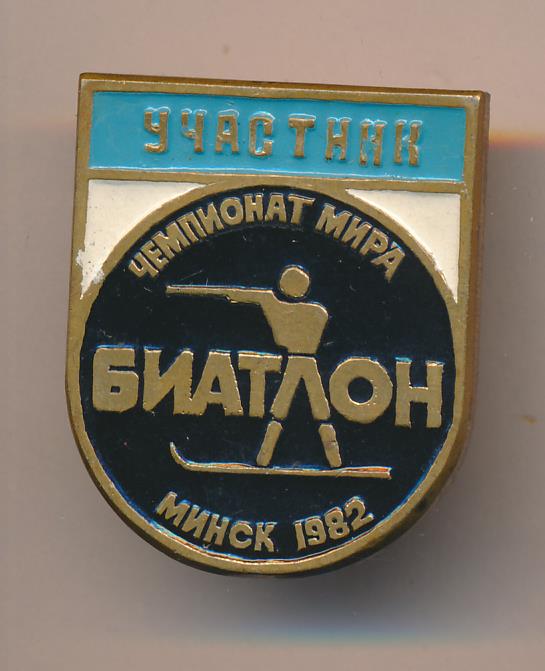 УЧАСТНИК
ЧЕМПИОНАТ МИРА
БИАТЛОН
МИНСК 1982